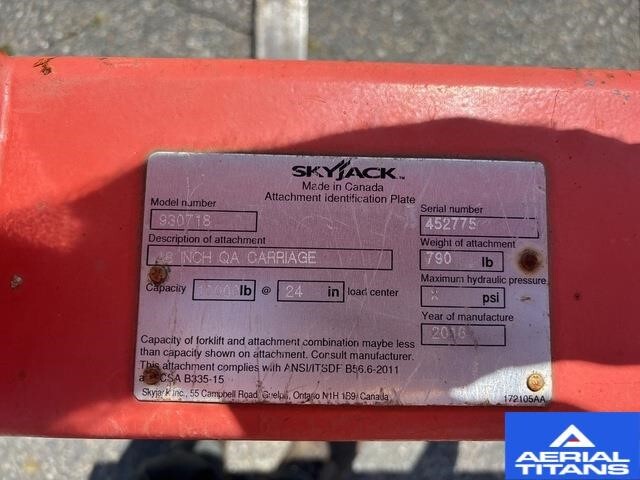 SKYJACK
Made in Canada
Attachment identification Plate
Model number
930718
Serial number
452775
Description of attachment
INCH QA CARRIAGE
Weight of attachment
790 lb
Capacity lb @ 24 in load center
Maximum hydraulic pressure
X psi
Year of manufacture
2016
Capacity of forklift and attachment combination maybe less
than capacity shown on attachment. Consult manufacturer.
This attachment complies with ANSI/ITSDF B56.6-2011
CSA B335-15
Skyjack Inc., 55 Campbell Road, Guelph, Ontario N1H 1B9, Canada
172105AA
AERIAL
TITANS